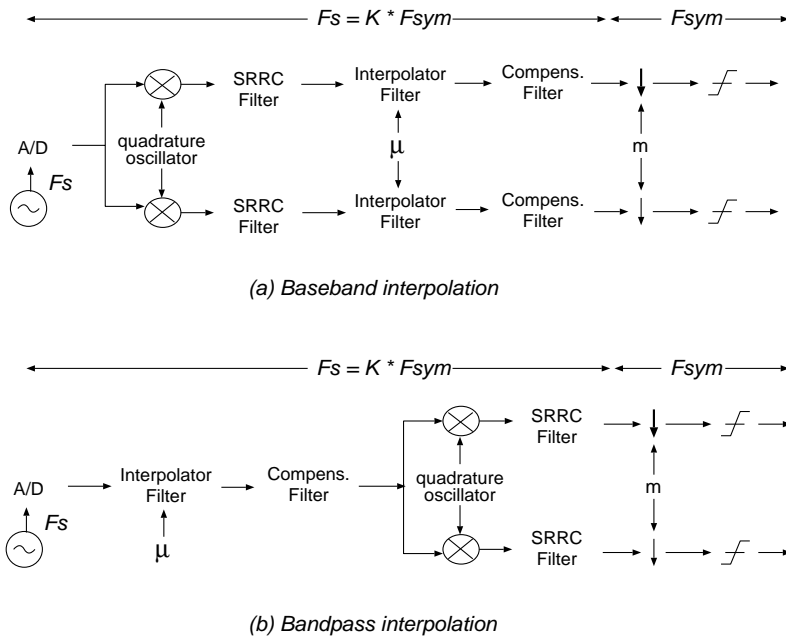 Fs = K * Fsym
Fsym
SRRC
Filter
Interpolator
Filter
Compens.
Filter
A/D
Fs
quadrature
oscillator
μ
m
SRRC
Filter
Interpolator
Filter
Compens.
Filter
(a) Baseband interpolation
Fs = K * Fsym
Fsym
A/D
Fs
Interpolator
Filter
μ
Compens.
Filter
quadrature
oscillator
SRRC
Filter
m
SRRC
Filter
(b) Bandpass interpolation